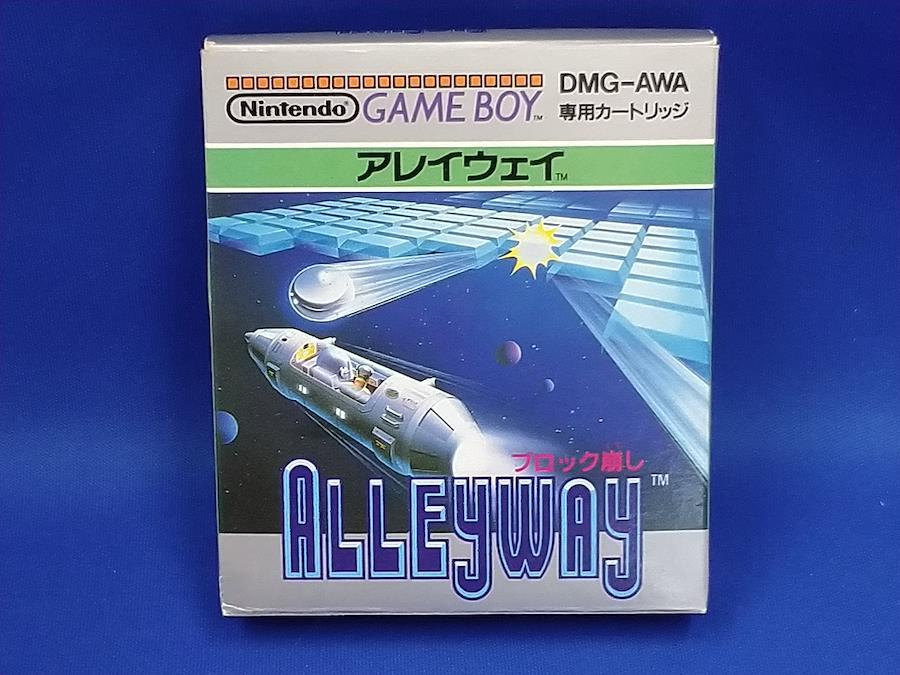 Nintendo® GAME BOY™
DMG-AWA
専用カートリッジ
アレイウェイ™
ブロック崩し
ALLEYWAY™